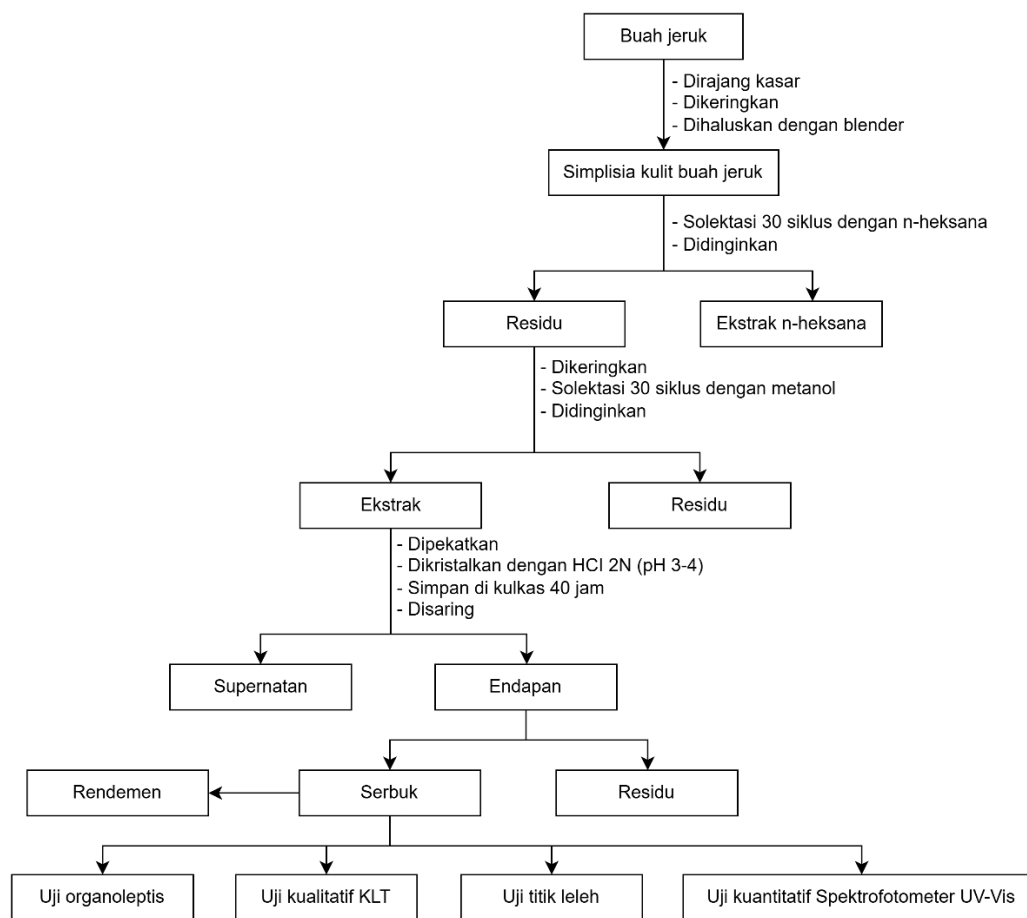 Buah jeruk
- Dirajang kasar
- Dikeringkan
- Dihaluskan dengan blender
Simplisia kulit buah jeruk
- Solektasi 30 siklus dengan n-heksana
- Didinginkan
Residu
Ekstrak n-heksana
- Dikeringkan
- Solektasi 30 siklus dengan metanol
- Didinginkan
Ekstrak
Residu
- Dipekatkan
- Dikristalkan dengan HCl 2N (pH 3-4)
- Simpan di kulkas 40 jam
- Disaring
Supernatan
Endapan
Rendemen
Serbuk
Residu
Uji organoleptis
Uji kualitatif KLT
Uji titik leleh
Uji kuantitatif Spektrofotometer UV-Vis